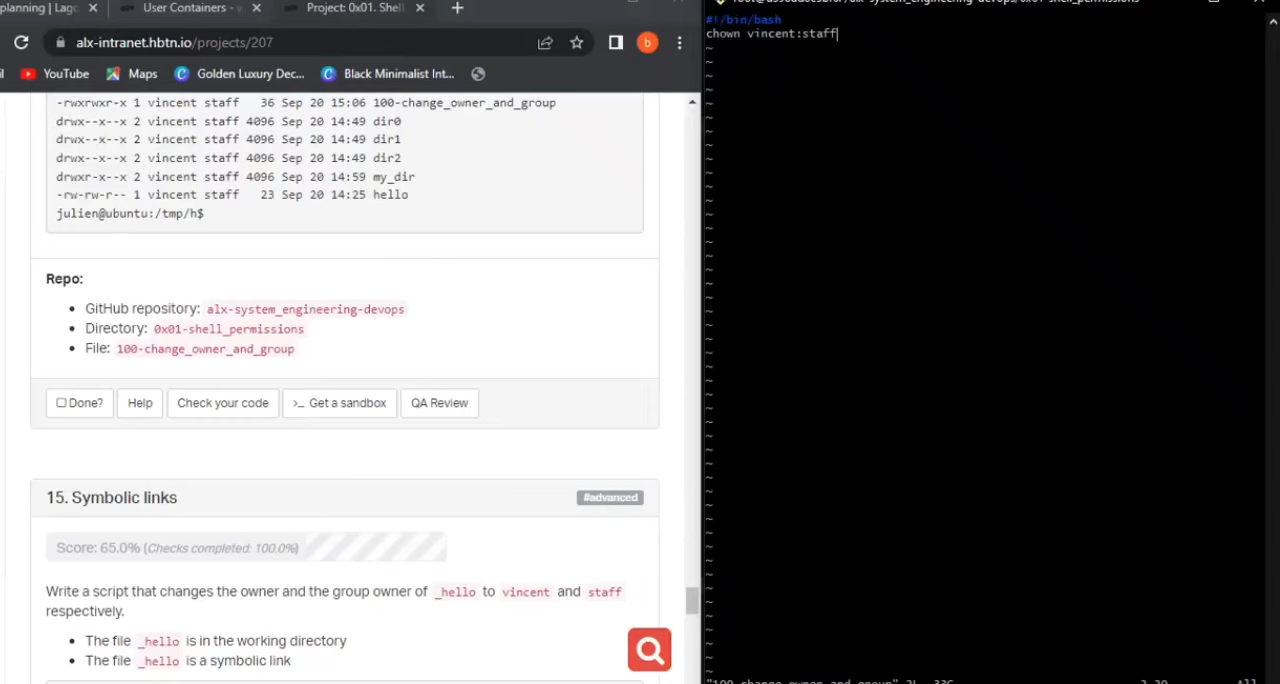 planning | Lago
User Containers - v
Project: 0x01. Shell
alx-intranet.hbtn.io/projects/207
b
YouTube
Maps
Golden Luxury Dec...
Black Minimalist Int...
-rwxrwxr-x 1 vincent staff   36 Sep 20 15:06 100-change_owner_and_group
drwx--x--x 2 vincent staff 4096 Sep 20 14:49 dir0
drwx--x--x 2 vincent staff 4096 Sep 20 14:49 dir1
drwx--x--x 2 vincent staff 4096 Sep 20 14:49 dir2
drwxr-x--x 2 vincent staff 4096 Sep 20 14:59 my_dir
-rw-rw-r-- 1 vincent staff   23 Sep 20 14:25 hello
julien@ubuntu:/tmp/h$
Repo:
GitHub repository: alx-system_engineering-devops
Directory: 0x01-shell_permissions
File: 100-change_owner_and_group
Done?
Help
Check your code
>_ Get a sandbox
QA Review
15. Symbolic links
#advanced
Score: 65.0% (Checks completed: 100.0%)
Write a script that changes the owner and the group owner of _hello to vincent and staff
respectively.
The file _hello is in the working directory
The file _hello is a symbolic link
#!/bin/bash
chown vincent:staff
"100-change_owner_and_group" 2L, 33C
All